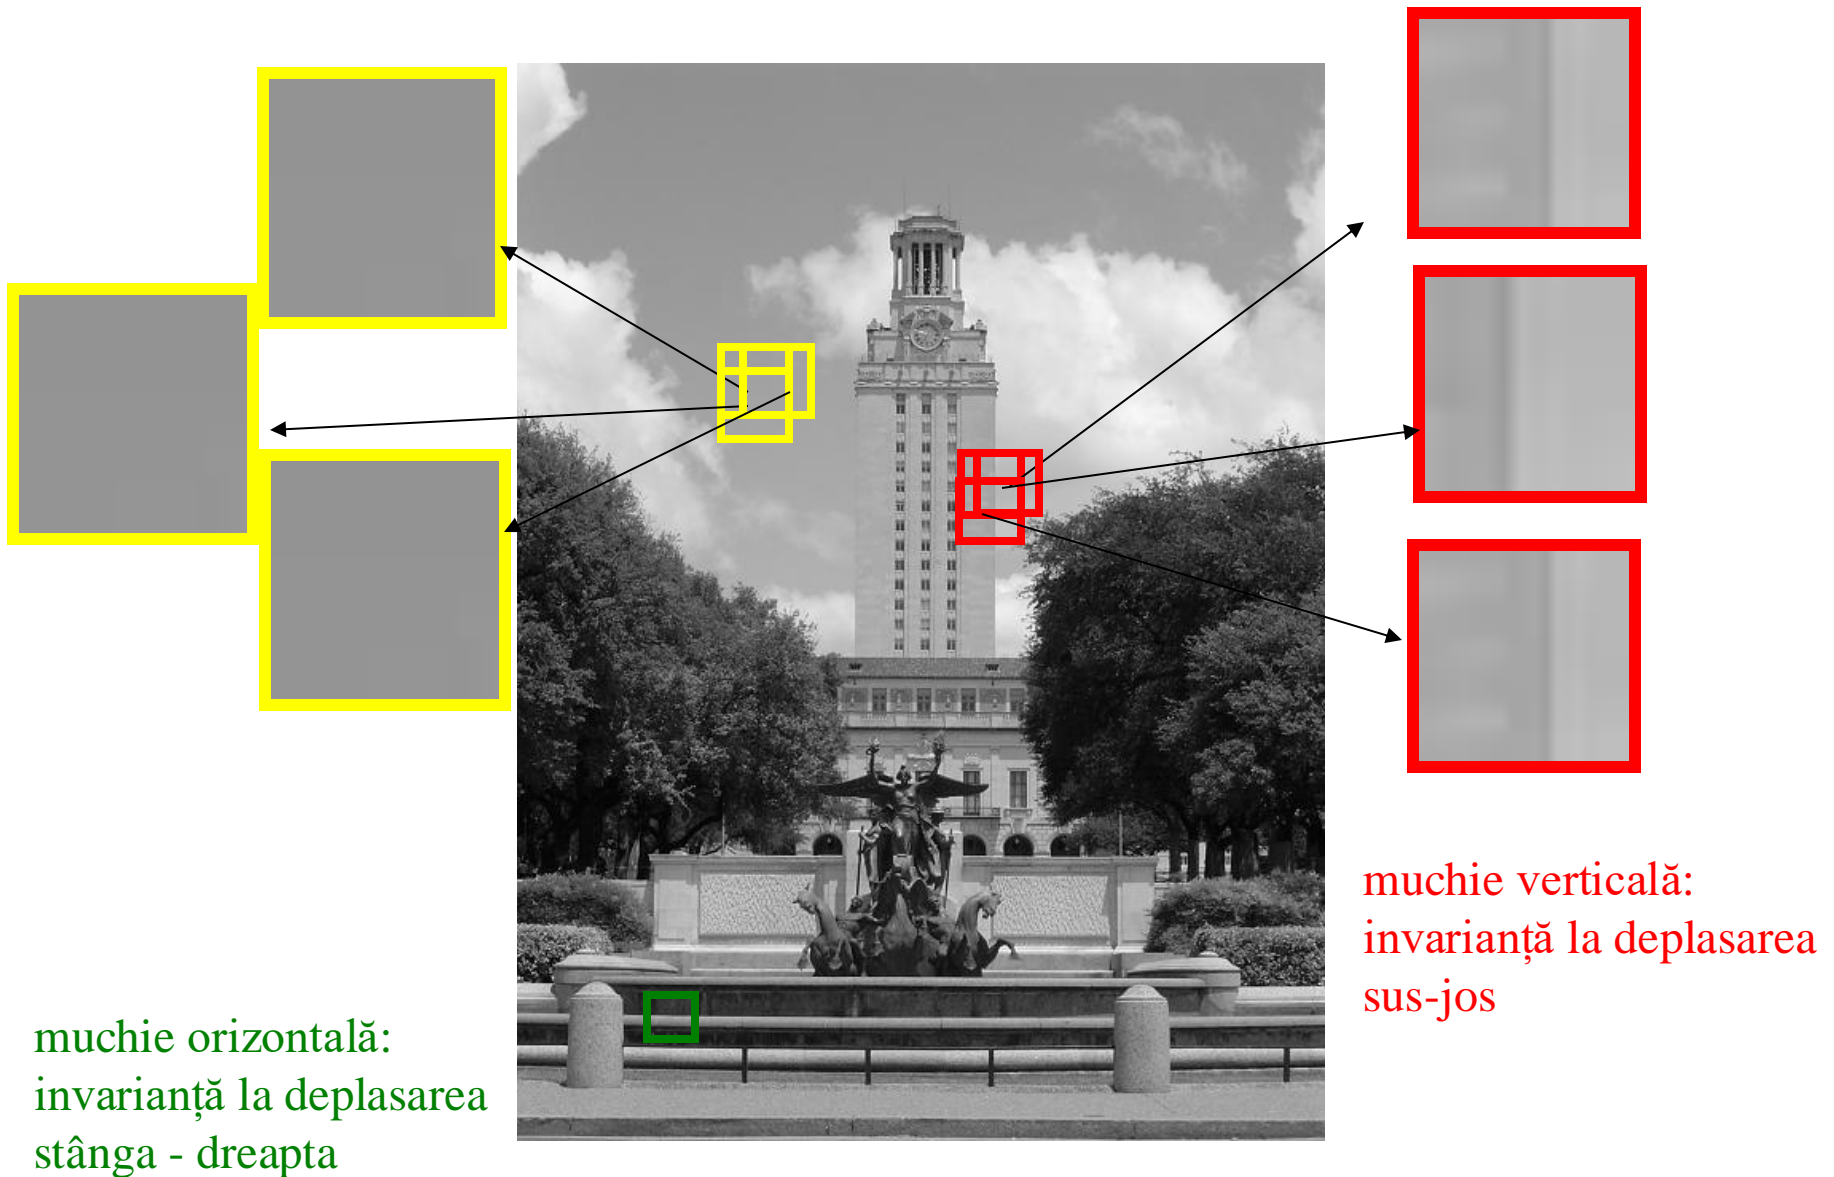 muchie verticală:
invarianță la deplasarea
sus-jos
muchie orizontală:
invarianță la deplasarea
stânga - dreapta